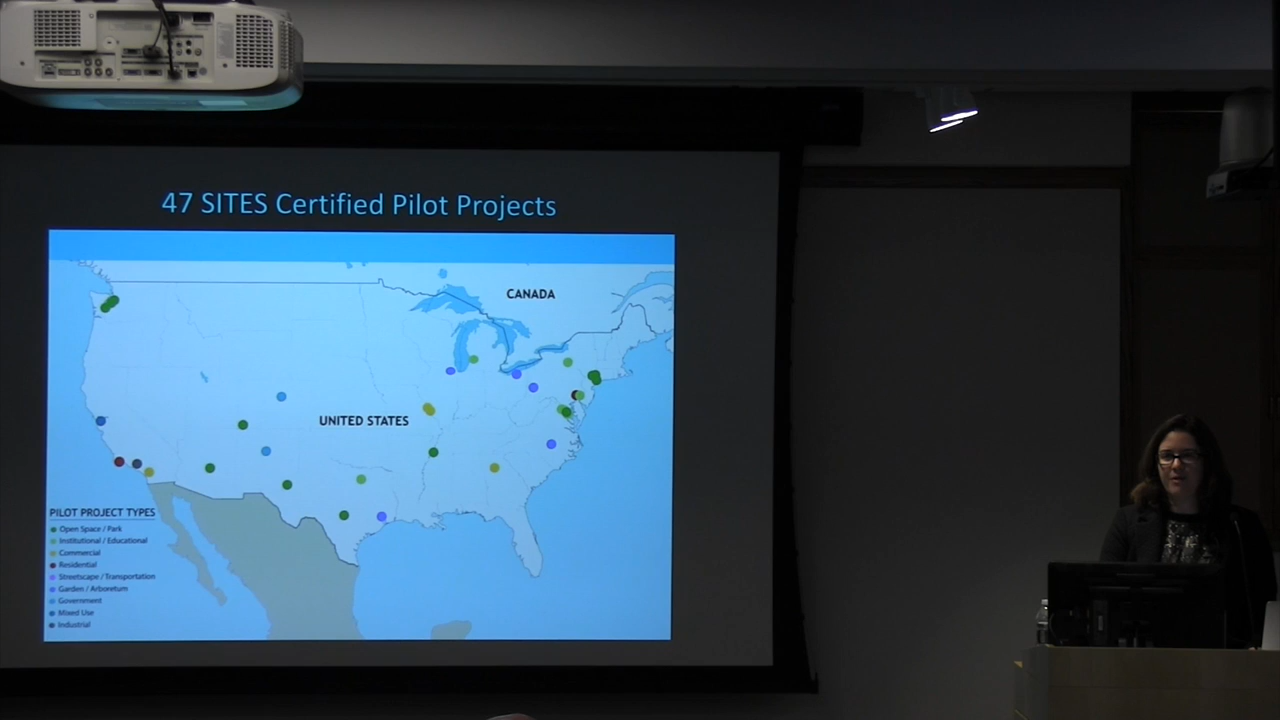 47 SITES Certified Pilot Projects
CANADA
UNITED STATES
PILOT PROJECT TYPES
Open Space / Park
Institutional / Educational
Commercial
Residential
Streetscape / Transportation
Garden / Arboretum
Government
Mixed Use
Industrial